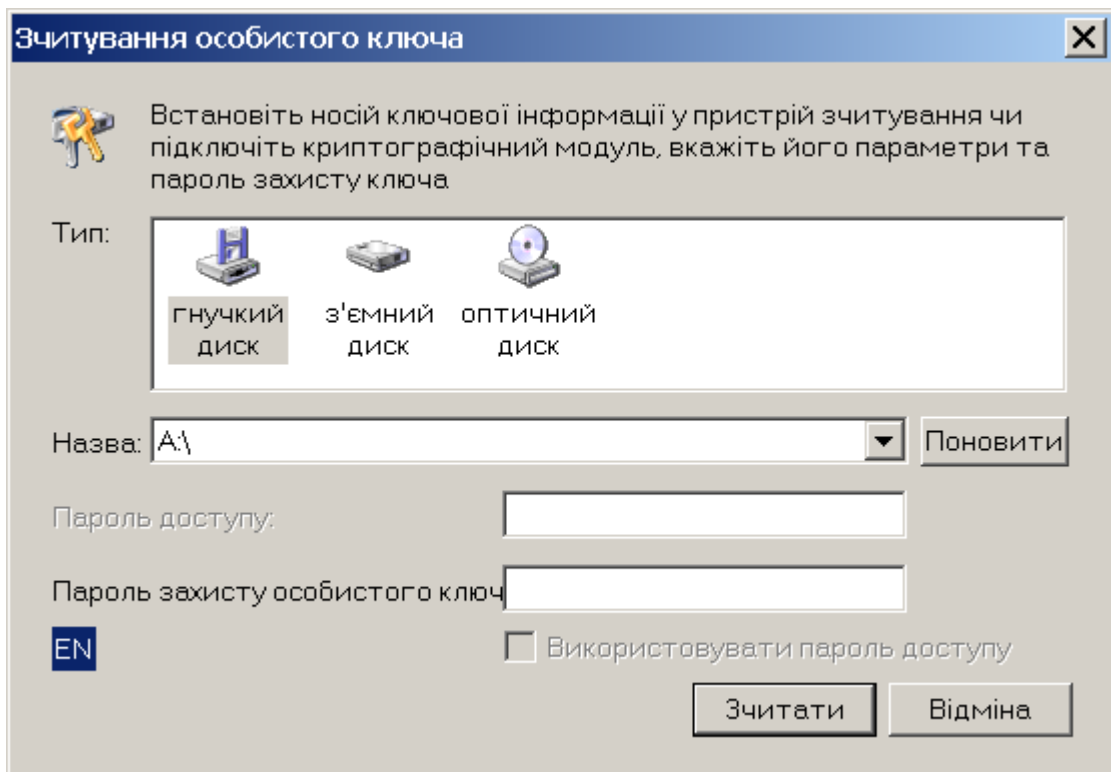 Зчитування особистого ключа
Встановіть носій ключової інформації у пристрій зчитування чи
підключіть криптографічний модуль, вкажіть його параметри та
пароль захисту ключа
Тип:
гнучкий диск
з'ємний диск
оптичний диск
Назва: A:\ Поновити
Пароль доступу:
Пароль захисту особистого ключ
EN Використовувати пароль доступу
Зчитати Відміна